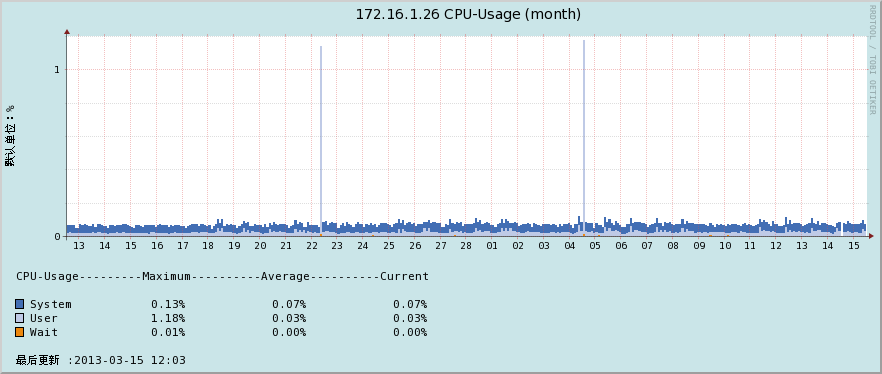 172.16.1.26 CPU-Usage (month)
RRDTOOL / TOBI OETIKER
默认单位：%
1
0
13 14 15 16 17 18 19 20 21 22 23 24 25 26 27 28 01 02 03 04 05 06 07 08 09 10 11 12 13 14 15
CPU-Usage---------Maximum----------Average----------Current
System 0.13% 0.07% 0.07%
User 1.18% 0.03% 0.03%
Wait 0.01% 0.00% 0.00%
最后更新 :2013-03-15 12:03